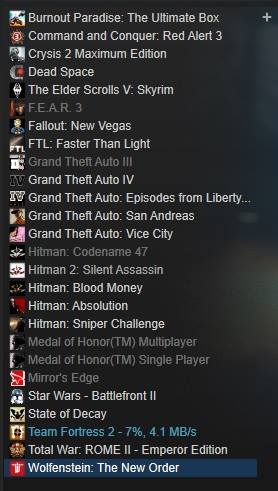 Burnout Paradise: The Ultimate Box
Command and Conquer: Red Alert 3
Crysis 2 Maximum Edition
Dead Space
The Elder Scrolls V: Skyrim
F.E.A.R. 3
Fallout: New Vegas
FTL: Faster Than Light
Grand Theft Auto III
Grand Theft Auto IV
Grand Theft Auto: Episodes from Liberty...
Grand Theft Auto: San Andreas
Grand Theft Auto: Vice City
Hitman: Codename 47
Hitman 2: Silent Assassin
Hitman: Blood Money
Hitman: Absolution
Hitman: Sniper Challenge
Medal of Honor(TM) Multiplayer
Medal of Honor(TM) Single Player
Mirror's Edge
Star Wars - Battlefront II
State of Decay
Team Fortress 2 - 7%, 4.1 MB/s
Total War: ROME II - Emperor Edition
Wolfenstein: The New Order